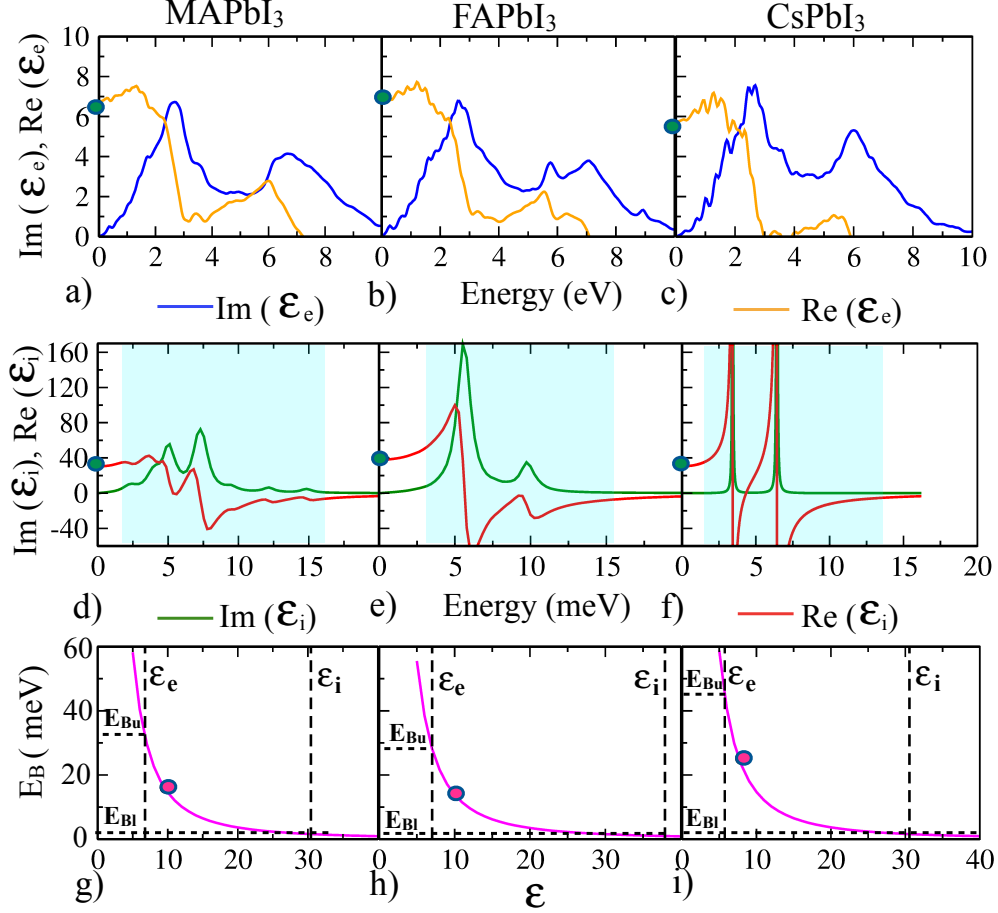 MAPbI3 FAPbI3 CsPbI3
Im (εe), Re (εe)
10
8
6
4
2
0
0 2 4 6 8 0 2 4 6 8 0 2 4 6 8 10
a) b) Energy (eV) c)
Im (εe) Re (εe)
Im (εi), Re (εi)
160
120
80
40
0
-40
0 5 10 15 0 5 10 15 0 5 10 15 20
d) e) Energy (meV) f)
Im (εi) Re (εi)
EB ( meV)
60
40
20
0
εe εi εe εi εe εi
EBu EBu EBu
EBl EBl EBl
0 10 20 30 0 10 20 30 0 10 20 30 40
g) h) ε i)